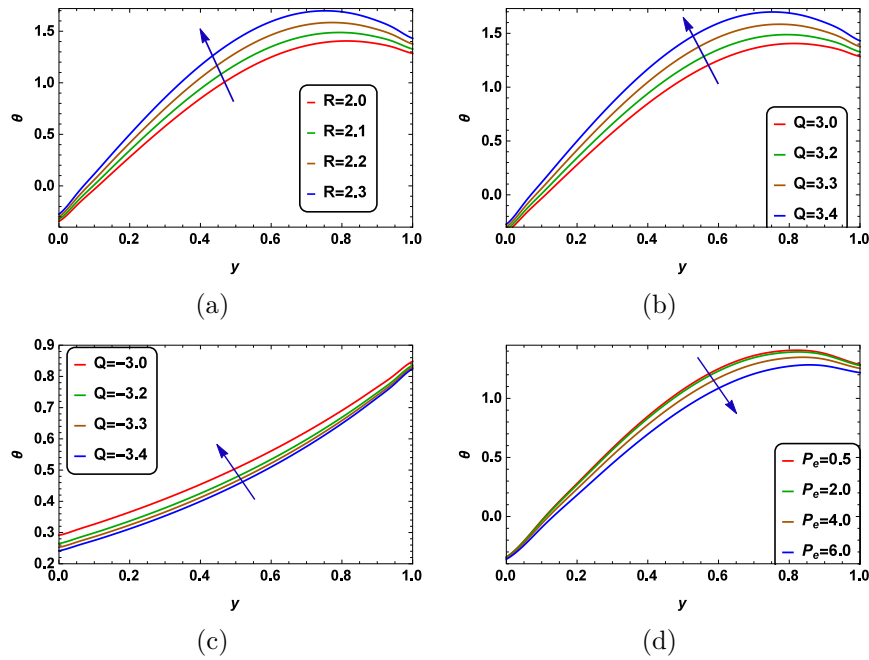 θ
1.5
1.0
0.5
0.0
R=2.0
R=2.1
R=2.2
R=2.3
0.0 0.2 0.4 0.6 0.8 1.0
y
(a)
θ
1.5
1.0
0.5
0.0
Q=3.0
Q=3.2
Q=3.3
Q=3.4
0.0 0.2 0.4 0.6 0.8 1.0
y
(b)
θ
0.9
0.8
0.7
0.6
0.5
0.4
0.3
0.2
Q=−3.0
Q=−3.2
Q=−3.3
Q=−3.4
0.0 0.2 0.4 0.6 0.8 1.0
y
(c)
θ
1.0
0.5
0.0
Pe=0.5
Pe=2.0
Pe=4.0
Pe=6.0
0.0 0.2 0.4 0.6 0.8 1.0
y
(d)